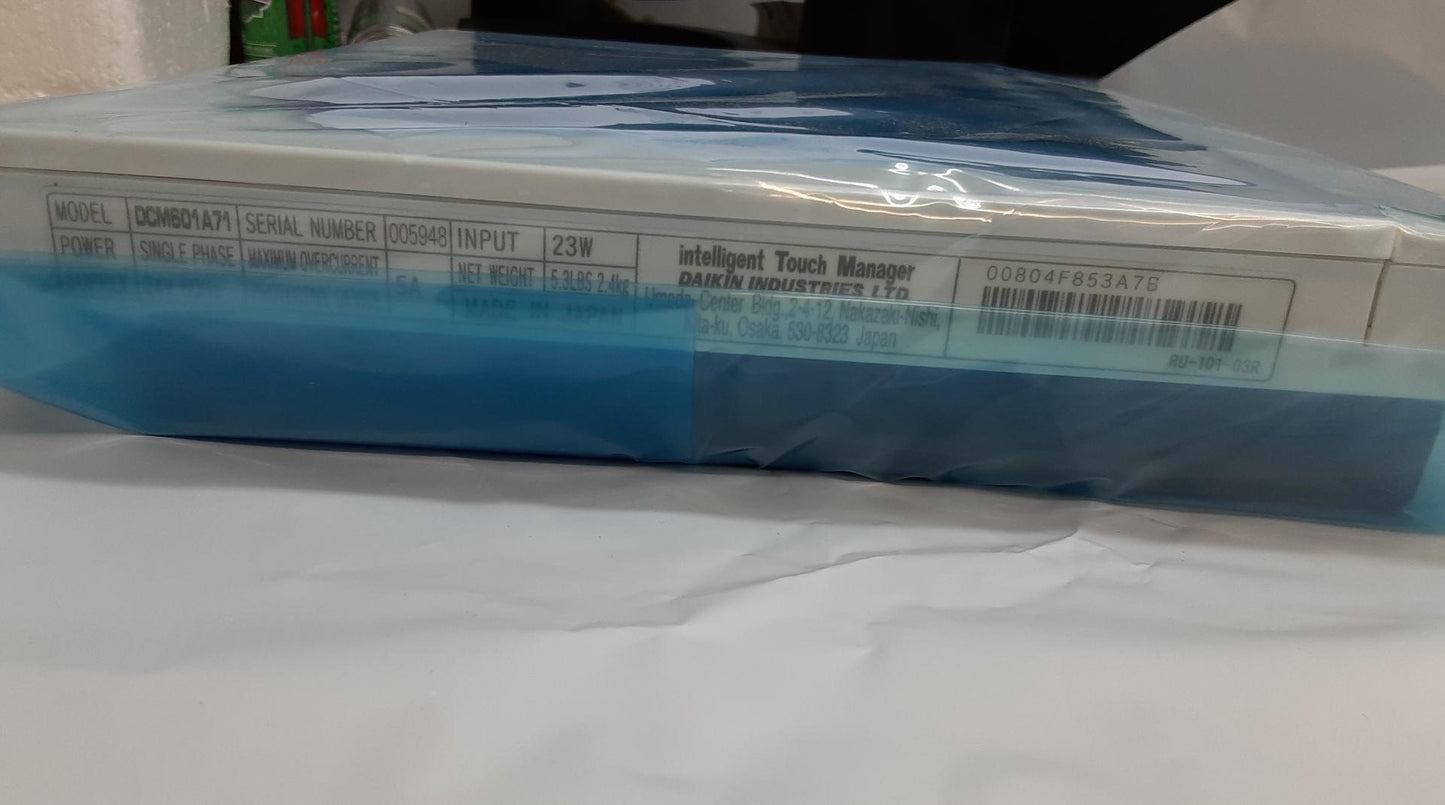 MODEL DCM601A71 SERIAL NUMBER 005948 INPUT 23W
POWER SINGLE PHASE MAXIMUM OVERCURRENT 5A NET WEIGHT 5.3LBS 2.4kg
MADE IN JAPAN
intelligent Touch Manager
DAIKIN INDUSTRIES, LTD
Umeda Center Bldg. 2-4-12, Nakazaki-Nishi,
Kita-ku, Osaka, 530-8323 Japan
00804F853A7B
RU-101-03R